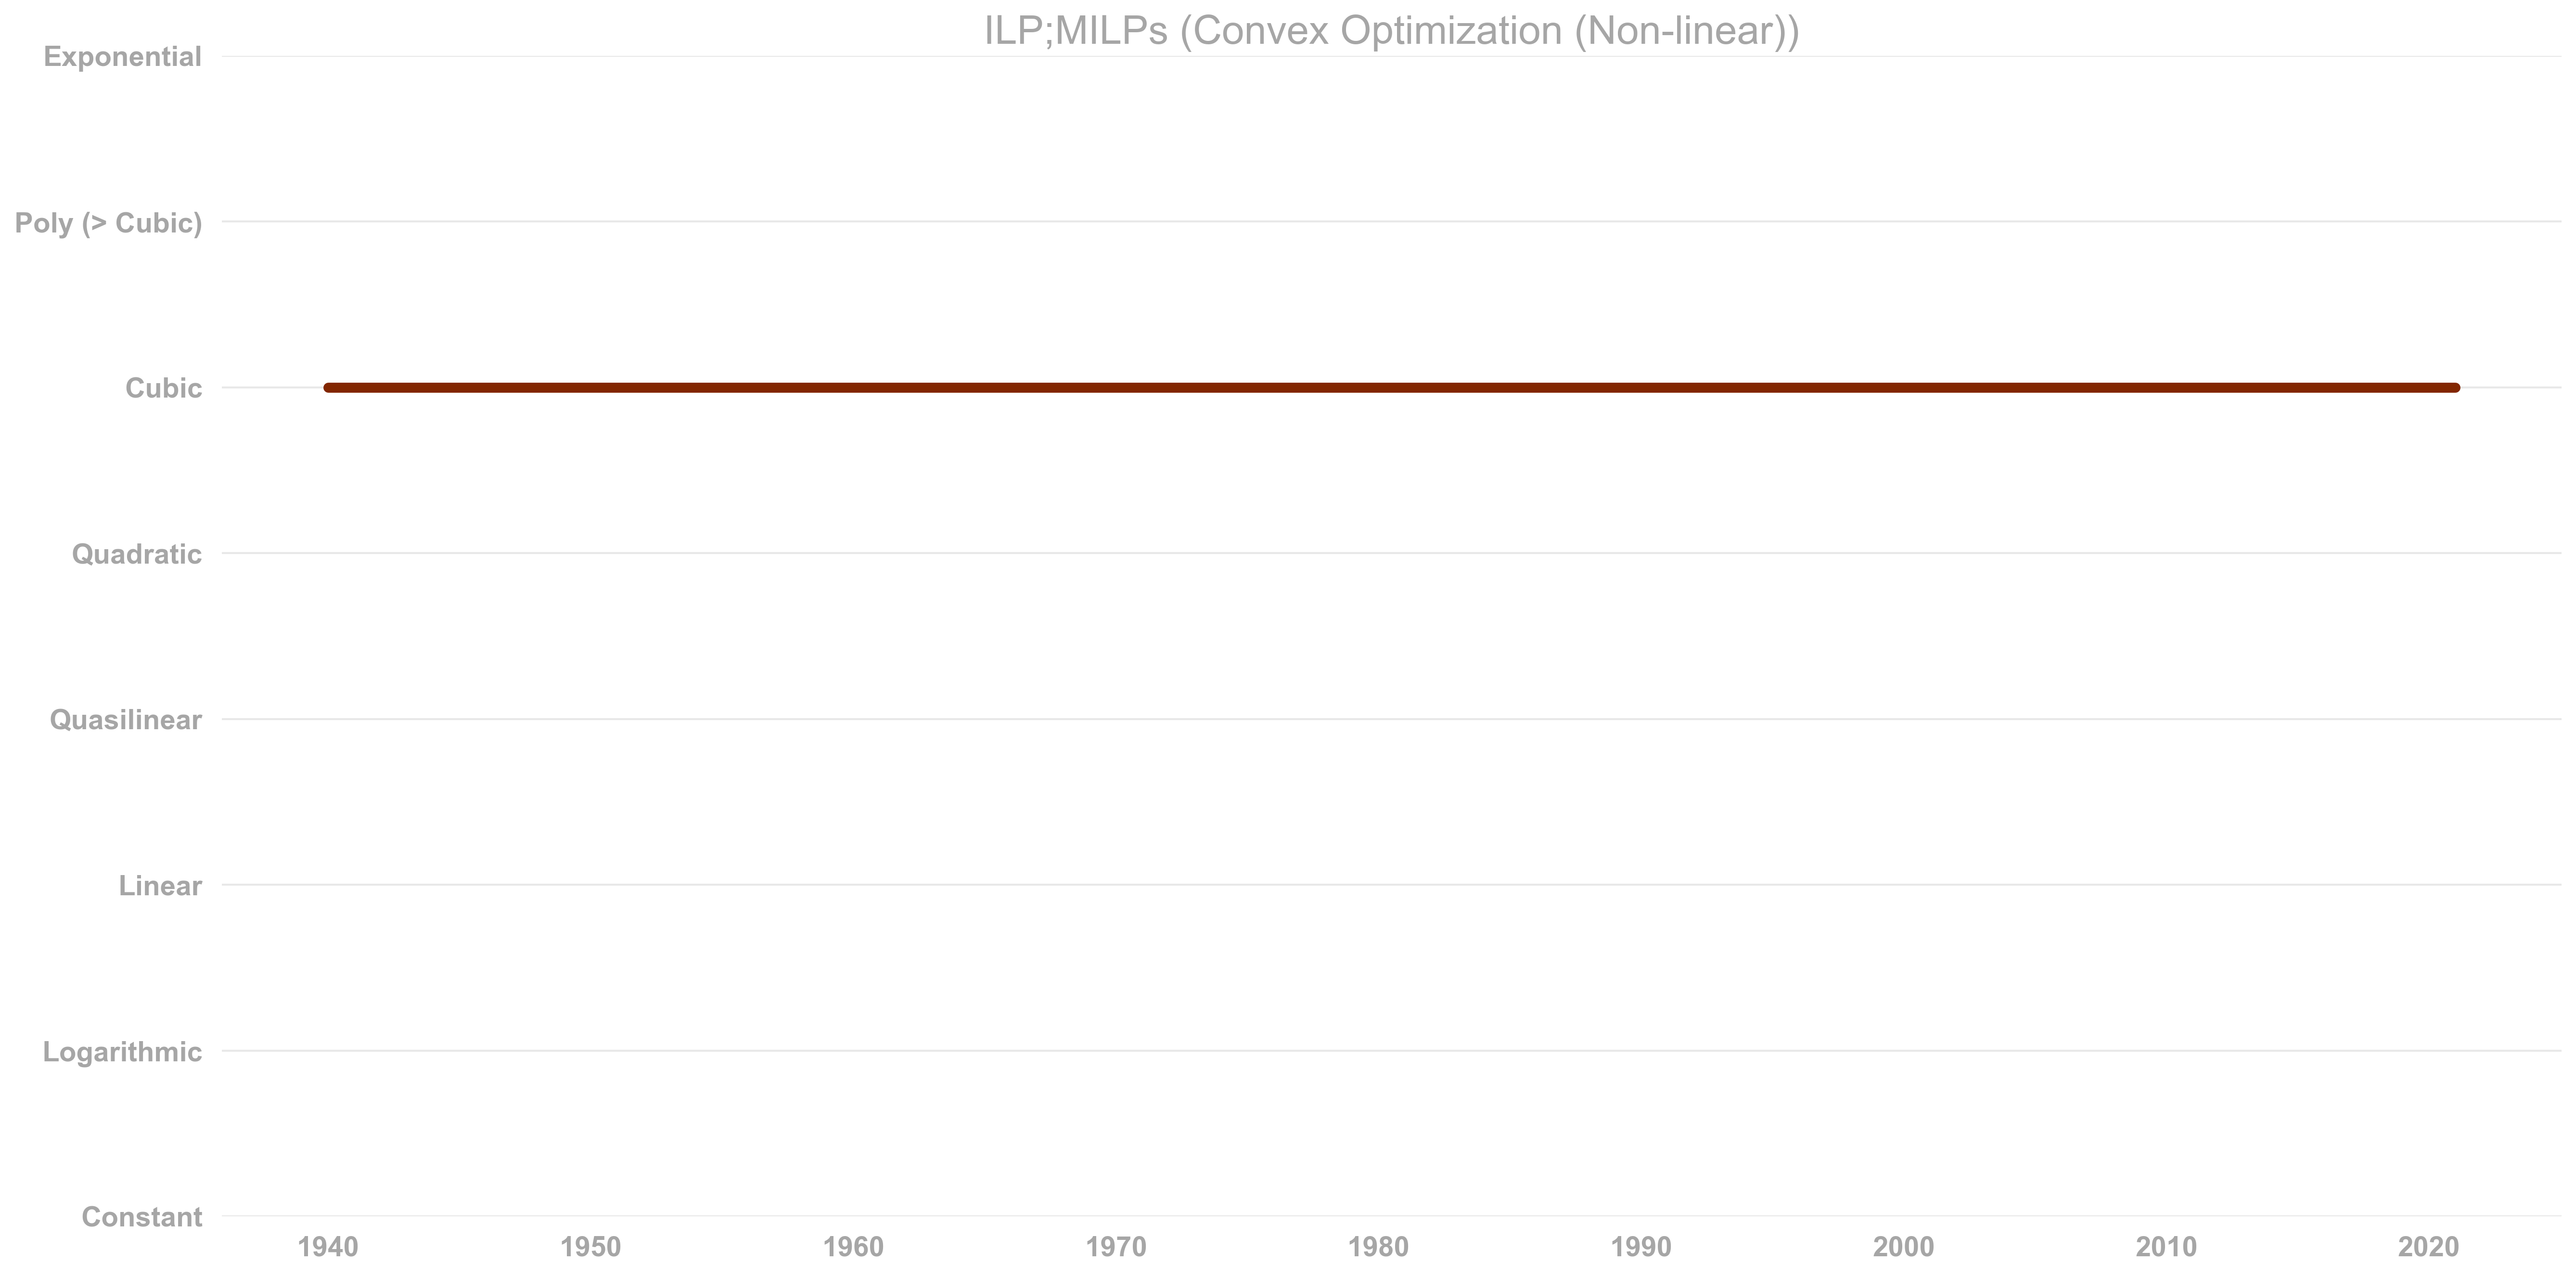 ILP;MILPs (Convex Optimization (Non-linear))
Exponential
Poly (> Cubic)
Cubic
Quadratic
Quasilinear
Linear
Logarithmic
Constant
1940 1950 1960 1970 1980 1990 2000 2010 2020